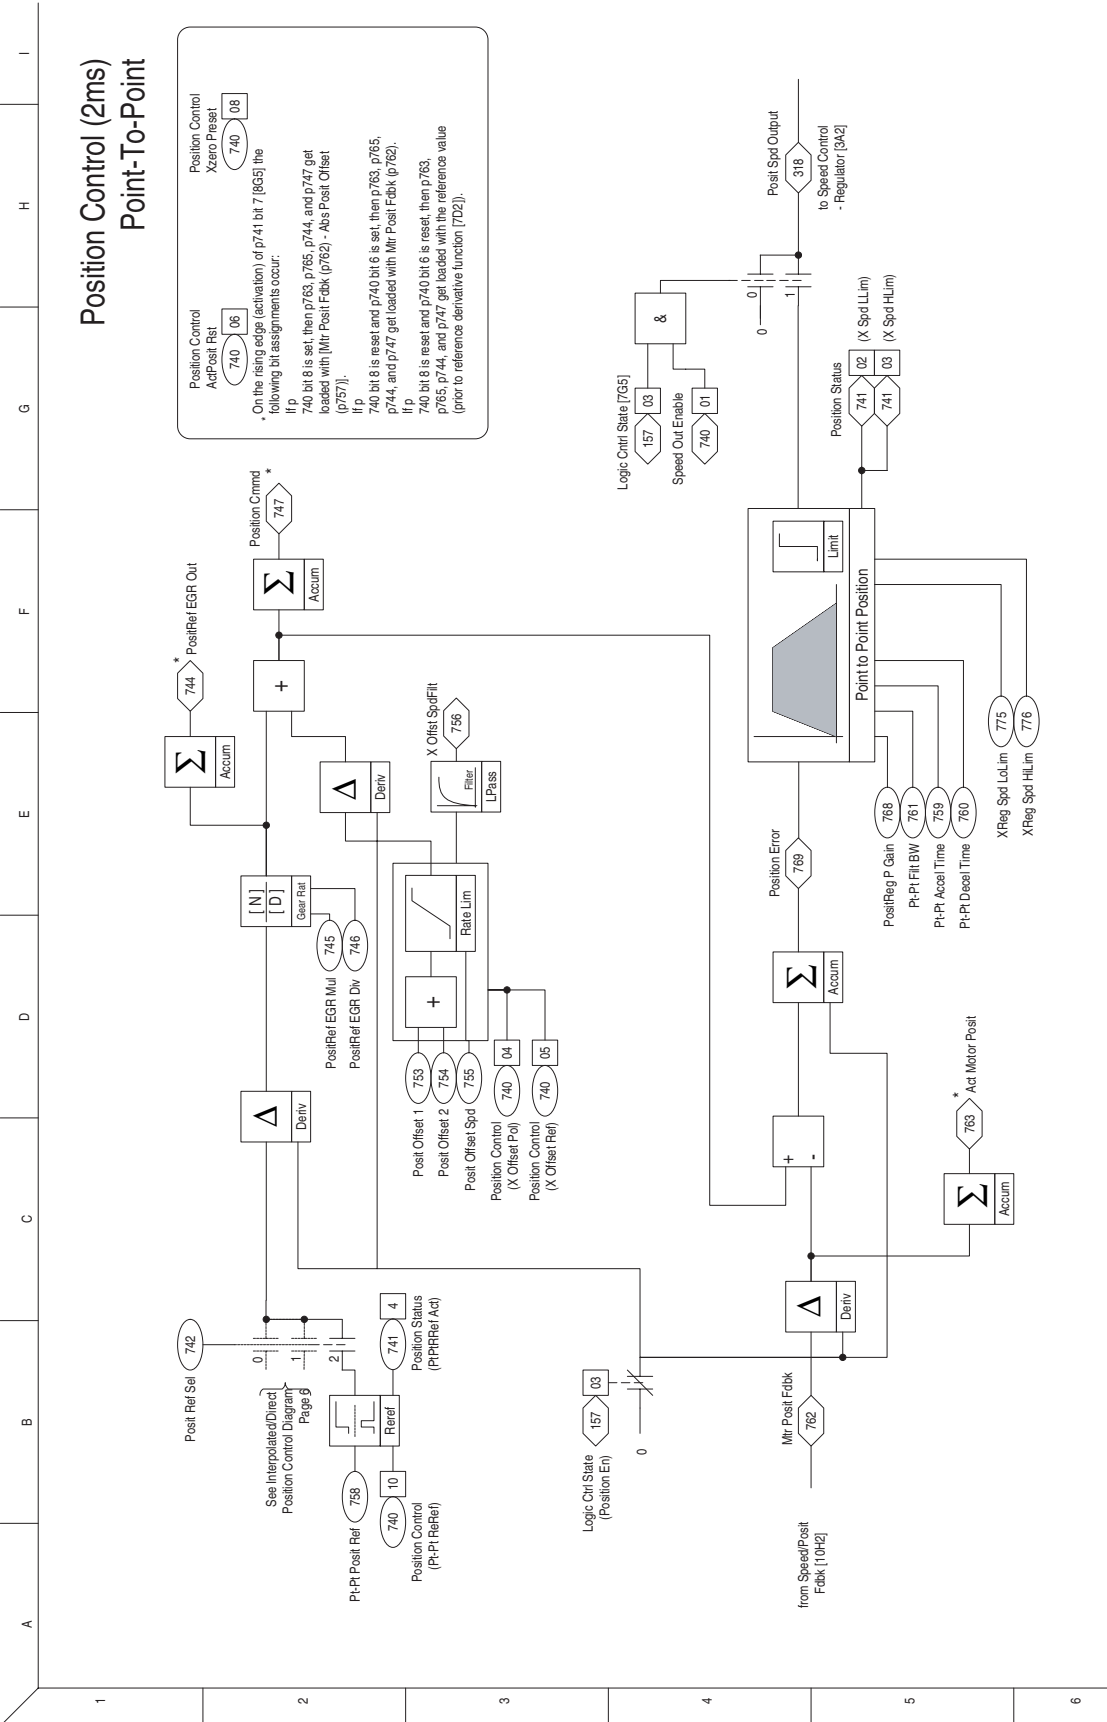 A
B
C
D
E
F
G
H
I
1
2
3
4
5
6
Position Control (2ms)
Point-To-Point
Position Control
ActPosit Rst
740
06
Position Control
Xzero Preset
740
08
* On the rising edge (activation) of p741 bit 7 [8G5] the
following bit assignments occur:
If p
740 bit 8 is set, then p763, p765, p744, and p747 get
loaded with [Mtr Posit Fdbk (p762) - Abs Posit Offset
(p757)].
If p
740 bit 8 is reset and p740 bit 6 is set, then p763, p765,
p744, and p747 get loaded with Mtr Posit Fdbk (p762).
If p
740 bit 8 is reset and p740 bit 6 is reset, then p763,
p765, p744, and p747 get loaded with the reference value
(prior to reference derivative function [7D2]).
Posit Ref Sel
742
0
1
2
See Interpolated/Direct
Position Control Diagram
Page 6
Pt-Pt Posit Ref
758
Reref
740
10
Position Control
(Pt-Pt ReRef)
741
4
Position Status
(PtPtRRef Act)
Δ
Deriv
[ N ]
[ D ]
Gear Rat
745
PositRef EGR Mul
746
PositRef EGR Div
Σ
Accum
744
*
PositRef EGR Out
+
Σ
Accum
Position Cmmd
747
*
Δ
Deriv
Posit Offset 1
753
Posit Offset 2
754
Posit Offset Spd
755
+
Rate Lim
Position Control
(X Offset Pol)
740
04
Position Control
(X Offset Ref)
740
05
Filter
LPass
X Offst SpdFilt
756
Logic Ctrl State
(Position En)
157
03
0
from Speed/Posit
Fdbk [10H2]
Mtr Posit Fdbk
762
Δ
Deriv
+
-
Σ
Accum
763
*
Act Motor Posit
Σ
Accum
Position Error
769
Limit
Point to Point Position
PositReg P Gain
768
Pt-Pt Filt BW
761
Pt-Pt Accel Time
759
Pt-Pt Decel Time
760
XReg Spd LoLim
775
XReg Spd HiLim
776
Position Status
741
02
(X Spd LLim)
741
03
(X Spd HLim)
Logic Cntrl State [7G5]
157
03
Speed Out Enable
740
01
&
0
0
1
Posit Spd Output
318
to Speed Control
- Regulator [3A2]